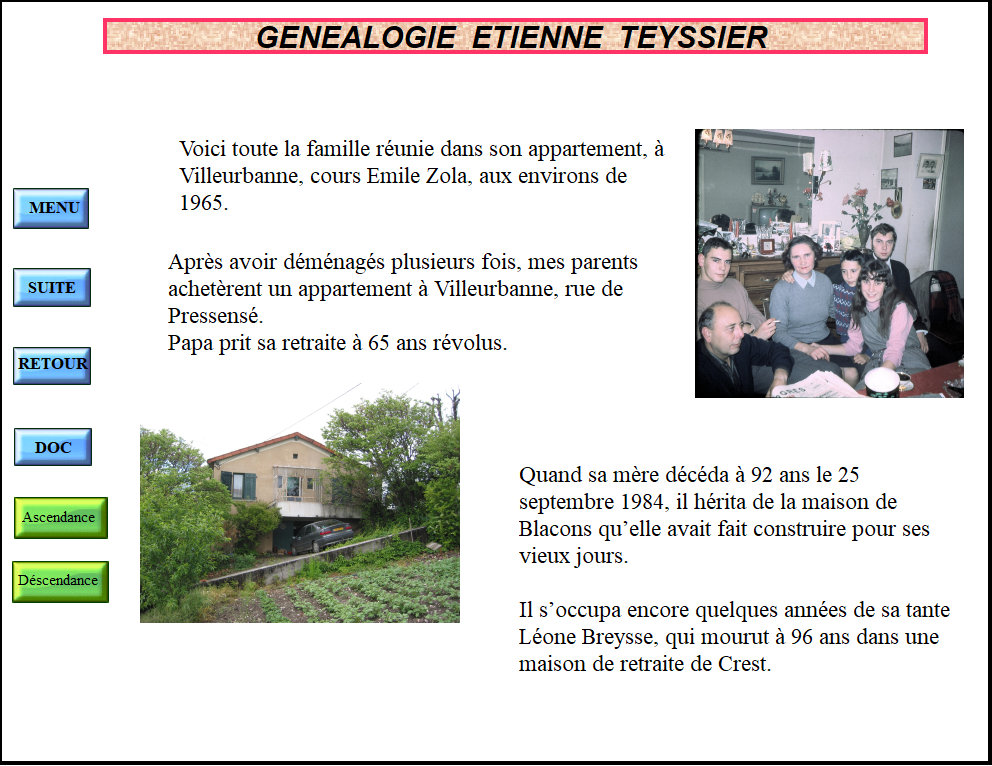 GENEALOGIE ETIENNE TEYSSIER
Voici toute la famille réunie dans son appartement, à
Villeurbanne, cours Emile Zola, aux environs de
1965.
MENU
Après avoir déménagés plusieurs fois, mes parents
achetèrent un appartement à Villeurbanne, rue de
Pressensé.
Papa prit sa retraite à 65 ans révolus.
SUITE
RETOUR
DOC
Ascendance
Déscendance
Quand sa mère décéda à 92 ans le 25
septembre 1984, il hérita de la maison de
Blacons qu’elle avait fait construire pour ses
vieux jours.
Il s’occupa encore quelques années de sa tante
Léone Breysse, qui mourut à 96 ans dans une
maison de retraite de Crest.